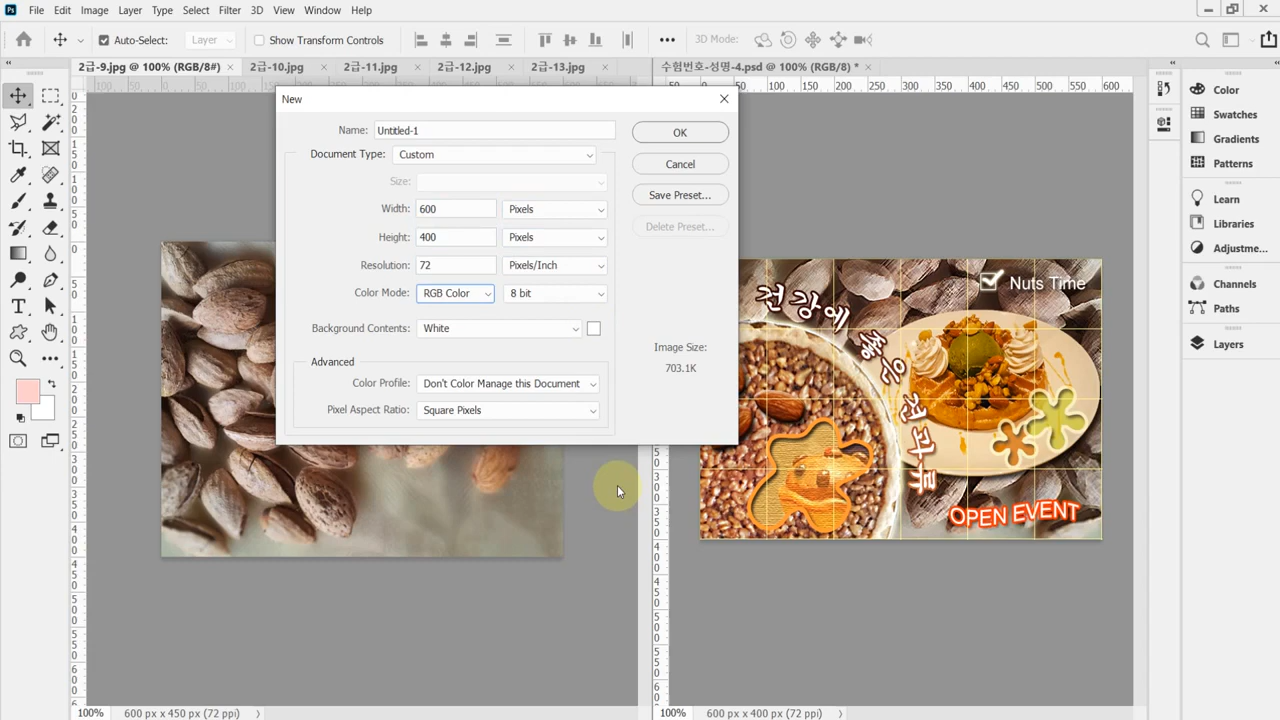 Ps File Edit Image Layer Type Select Filter 3D View Window Help
Auto-Select: Layer Show Transform Controls 3D Mode:
2급-9.jpg @ 100% (RGB/8#) × 2급-10.jpg × 2급-11.jpg × 2급-12.jpg × 2급-13.jpg × 수험번호-성명-4.psd @ 100% (RGB/8) * ×
New
Name: Untitled-1
OK
Document Type: Custom
Cancel
Size:
Save Preset...
Width: 600 Pixels
Delete Preset...
Height: 400 Pixels
Resolution: 72 Pixels/Inch
Color Mode: RGB Color 8 bit
Background Contents: White
Image Size:
703.1K
Advanced
Color Profile: Don't Color Manage this Document
Pixel Aspect Ratio: Square Pixels
Nuts Time
건강에
좋은
견과류
OPEN EVENT
Color
Swatches
Gradients
Patterns
Learn
Libraries
Adjustme...
Channels
Paths
Layers
100% 600 px x 450 px (72 ppi)
100% 600 px x 400 px (72 ppi)